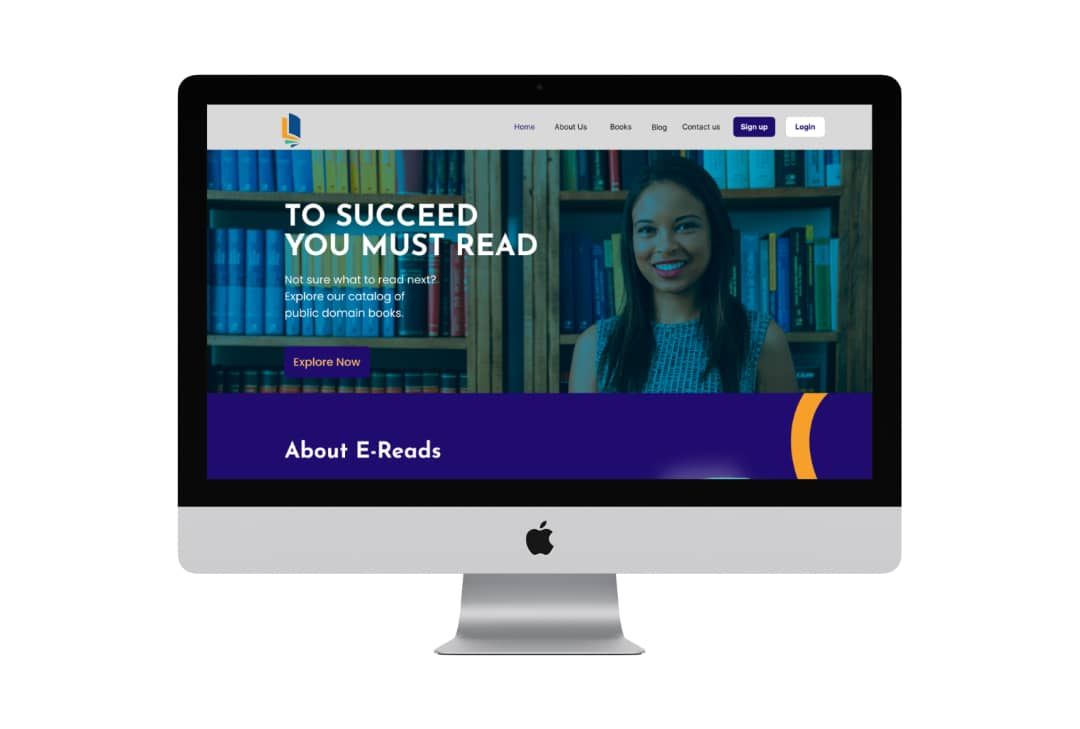 Home About Us Books Blog Contact us Sign up Login
TO SUCCEED
YOU MUST READ
Not sure what to read next?
Explore our catalog of
public domain books.
Explore Now
About E-Reads